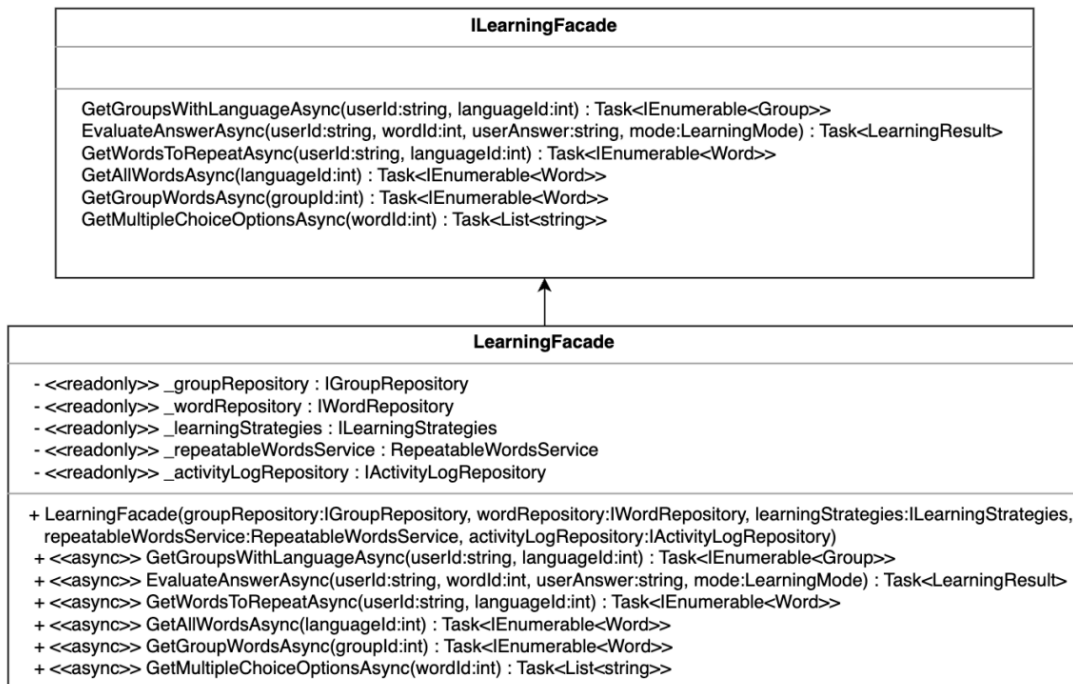 ILearningFacade
GetGroupsWithLanguageAsync(userId:string, languageId:int) : Task<IEnumerable<Group>>
EvaluateAnswerAsync(userId:string, wordId:int, userAnswer:string, mode:LearningMode) : Task<LearningResult>
GetWordsToRepeatAsync(userId:string, languageId:int) : Task<IEnumerable<Word>>
GetAllWordsAsync(languageId:int) : Task<IEnumerable<Word>>
GetGroupWordsAsync(groupId:int) : Task<IEnumerable<Word>>
GetMultipleChoiceOptionsAsync(wordId:int) : Task<List<string>>
LearningFacade
- <<readonly>> _groupRepository : IGroupRepository
- <<readonly>> _wordRepository : IWordRepository
- <<readonly>> _learningStrategies : ILearningStrategies
- <<readonly>> _repeatableWordsService : RepeatableWordsService
- <<readonly>> _activityLogRepository : IActivityLogRepository
+ LearningFacade(groupRepository:IGroupRepository, wordRepository:IWordRepository, learningStrategies:ILearningStrategies,
repeatableWordsService:RepeatableWordsService, activityLogRepository:IActivityLogRepository)
+ <<async>> GetGroupsWithLanguageAsync(userId:string, languageId:int) : Task<IEnumerable<Group>>
+ <<async>> EvaluateAnswerAsync(userId:string, wordId:int, userAnswer:string, mode:LearningMode) : Task<LearningResult>
+ <<async>> GetWordsToRepeatAsync(userId:string, languageId:int) : Task<IEnumerable<Word>>
+ <<async>> GetAllWordsAsync(languageId:int) : Task<IEnumerable<Word>>
+ <<async>> GetGroupWordsAsync(groupId:int) : Task<IEnumerable<Word>>
+ <<async>> GetMultipleChoiceOptionsAsync(wordId:int) : Task<List<string>>